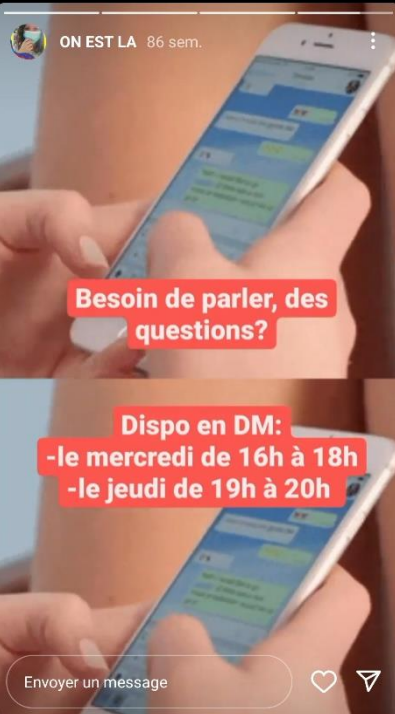 ON EST LA 86 sem.
Besoin de parler, des
questions?
Dispo en DM:
-le mercredi de 16h à 18h
-le jeudi de 19h à 20h
Envoyer un message